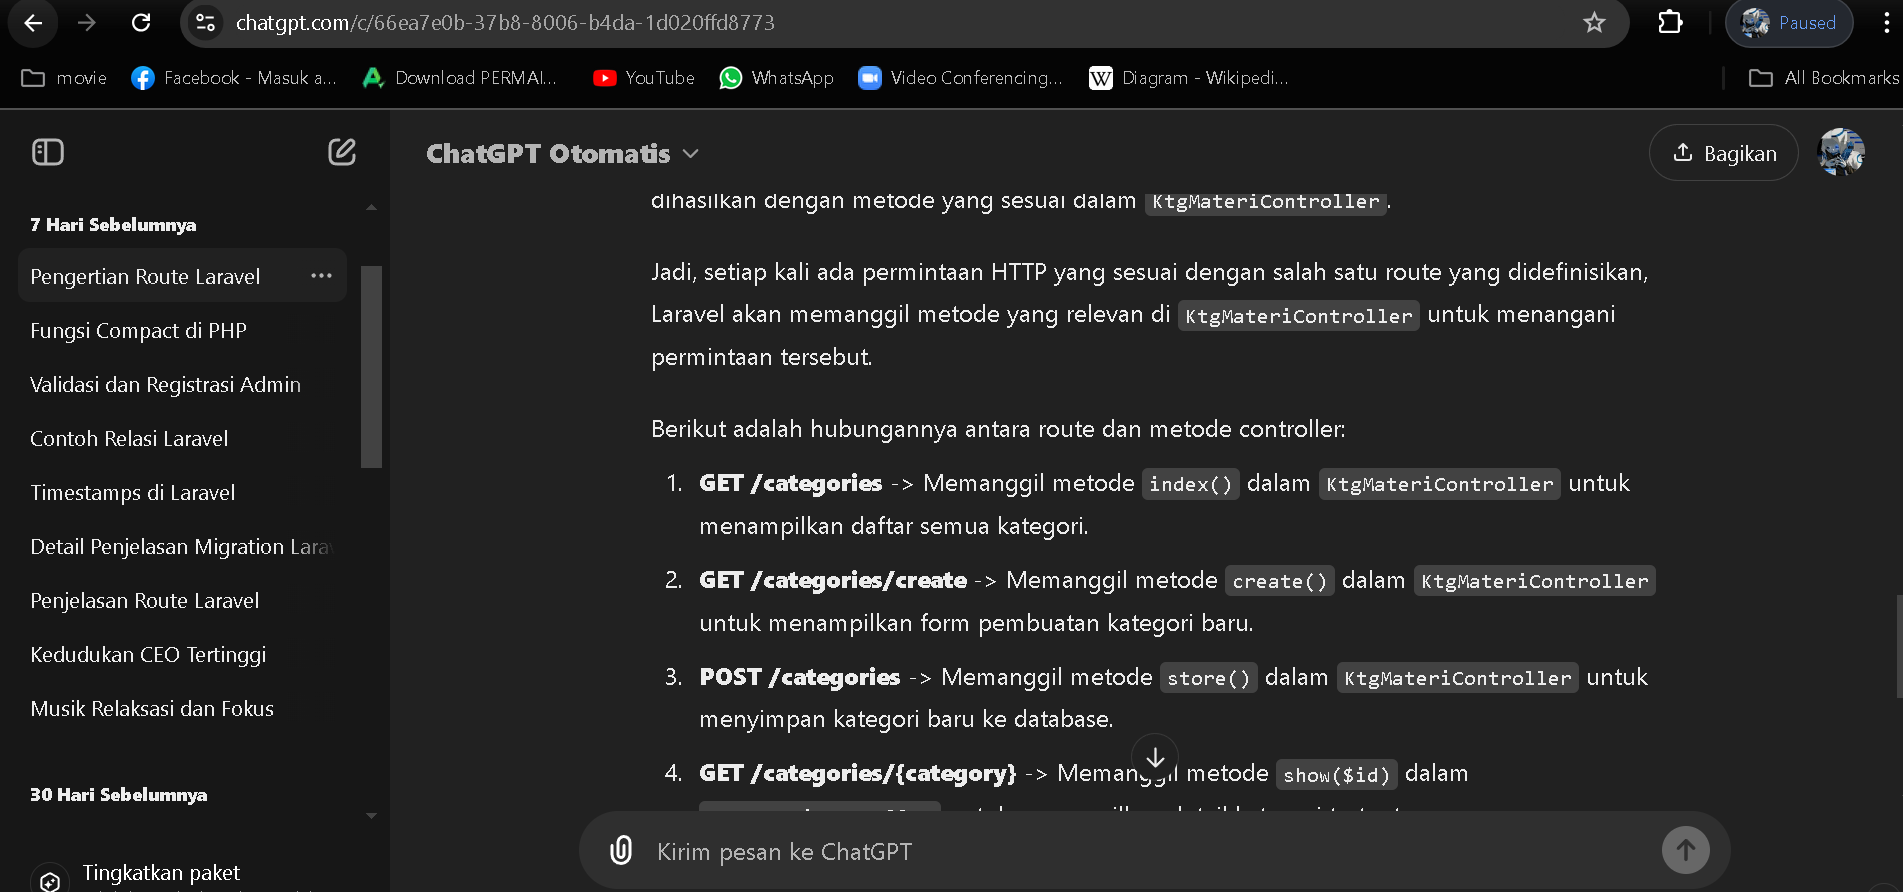 chatgpt.com/c/66ea7e0b-37b8-8006-b4da-1d020ffd8773
Paused
movie
Facebook - Masuk a...
Download PERMAI...
YouTube
WhatsApp
Video Conferencing...
Diagram - Wikipedi...
All Bookmarks
7 Hari Sebelumnya
Pengertian Route Laravel
Fungsi Compact di PHP
Validasi dan Registrasi Admin
Contoh Relasi Laravel
Timestamps di Laravel
Detail Penjelasan Migration Larav
Penjelasan Route Laravel
Kedudukan CEO Tertinggi
Musik Relaksasi dan Fokus
30 Hari Sebelumnya
Tingkatkan paket
ChatGPT Otomatis
Bagikan
dihasilkan dengan metode yang sesuai dalam KtgMateriController.
Jadi, setiap kali ada permintaan HTTP yang sesuai dengan salah satu route yang didefinisikan,
Laravel akan memanggil metode yang relevan di KtgMateriController untuk menangani
permintaan tersebut.
Berikut adalah hubungannya antara route dan metode controller:
1. GET /categories -> Memanggil metode index() dalam KtgMateriController untuk
menampilkan daftar semua kategori.
2. GET /categories/create -> Memanggil metode create() dalam KtgMateriController
untuk menampilkan form pembuatan kategori baru.
3. POST /categories -> Memanggil metode store() dalam KtgMateriController untuk
menyimpan kategori baru ke database.
4. GET /categories/{category} -> Memanggil metode show($id) dalam
Kirim pesan ke ChatGPT